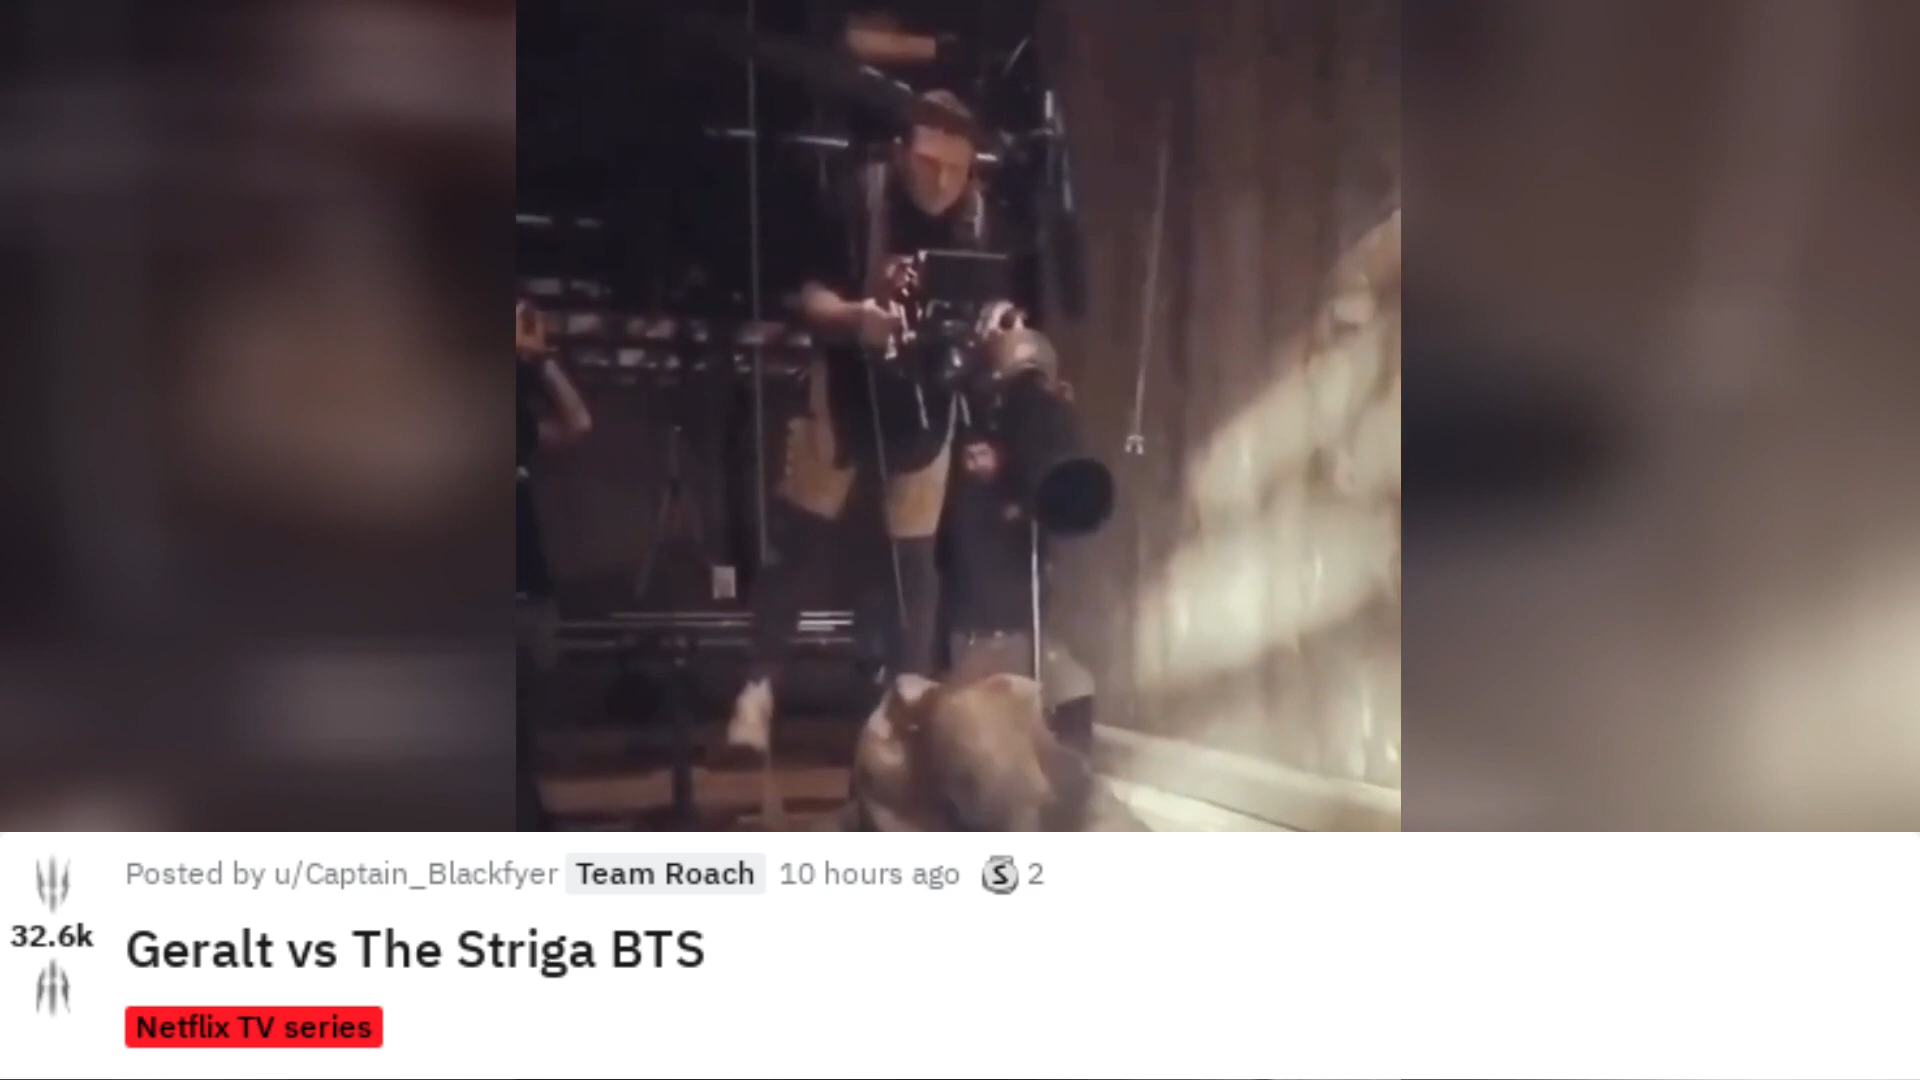 Posted by u/Captain_Blackfyer Team Roach 10 hours ago S 2
32.6k
Geralt vs The Striga BTS
Netflix TV series